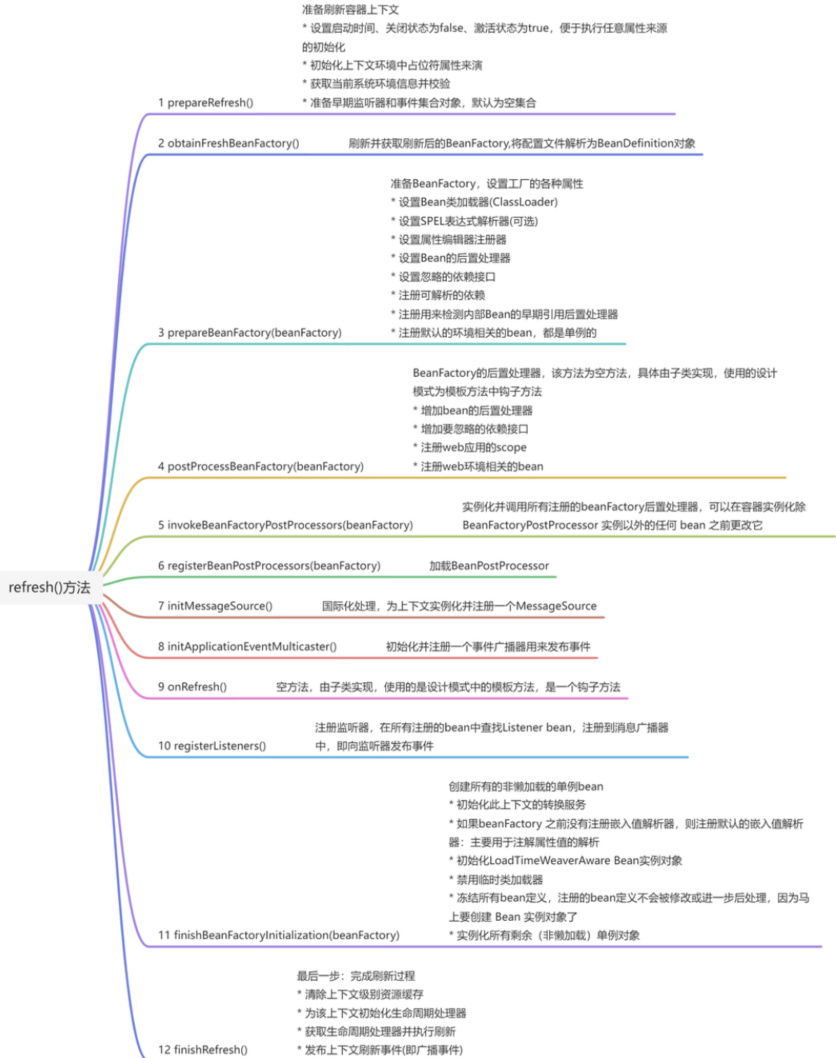 准备刷新容器上下文
* 设置启动时间、关闭状态为false、激活状态为true，便于执行任意属性来源
的初始化
* 初始化上下文环境中占位符属性来演
* 获取当前系统环境信息并校验
1 prepareRefresh() * 准备早期监听器和事件集合对象，默认为空集合
2 obtainFreshBeanFactory() 刷新并获取刷新后的BeanFactory,将配置文件解析为BeanDefinition对象
准备BeanFactory，设置工厂的各种属性
* 设置Bean类加载器(ClassLoader)
* 设置SPEL表达式解析器(可选)
* 设置属性编辑器注册器
* 设置Bean的后置处理器
* 设置忽略的依赖接口
* 注册可解析的依赖
* 注册用来检测内部Bean的早期引用后置处理器
3 prepareBeanFactory(beanFactory) * 注册默认的环境相关的bean，都是单例的
BeanFactory的后置处理器，该方法为空方法，具体由子类实现，使用的设计
模式为模板方法中钩子方法
* 增加bean的后置处理器
* 增加要忽略的依赖接口
* 注册web应用的scope
4 postProcessBeanFactory(beanFactory) * 注册web环境相关的bean
实例化并调用所有注册的beanFactory后置处理器，可以在容器实例化除
5 invokeBeanFactoryPostProcessors(beanFactory) BeanFactoryPostProcessor 实例以外的任何 bean 之前更改它
6 registerBeanPostProcessors(beanFactory) 加载BeanPostProcessor
refresh()方法
7 initMessageSource() 国际化处理，为上下文实例化并注册一个MessageSource
8 initApplicationEventMulticaster() 初始化并注册一个事件广播器用来发布事件
9 onRefresh() 空方法，由子类实现，使用的是设计模式中的模板方法，是一个钩子方法
注册监听器，在所有注册的bean中查找Listener bean，注册到消息广播器
10 registerListeners() 中，即向监听器发布事件
创建所有的非懒加载的单例bean
* 初始化此上下文的转换服务
* 如果beanFactory 之前没有注册嵌入值解析器，则注册默认的嵌入值解析
器：主要用于注解属性值的解析
* 初始化LoadTimeWeaverAware Bean实例对象
* 禁用临时类加载器
* 冻结所有bean定义，注册的bean定义不会被修改或进一步后处理，因为马
上要创建 Bean 实例对象了
11 finishBeanFactoryInitialization(beanFactory) * 实例化所有剩余（非懒加载）单例对象
最后一步：完成刷新过程
* 清除上下文级别资源缓存
* 为该上下文初始化生命周期处理器
* 获取生命周期处理器并执行刷新
12 finishRefresh() * 发布上下文刷新事件(即广播事件)